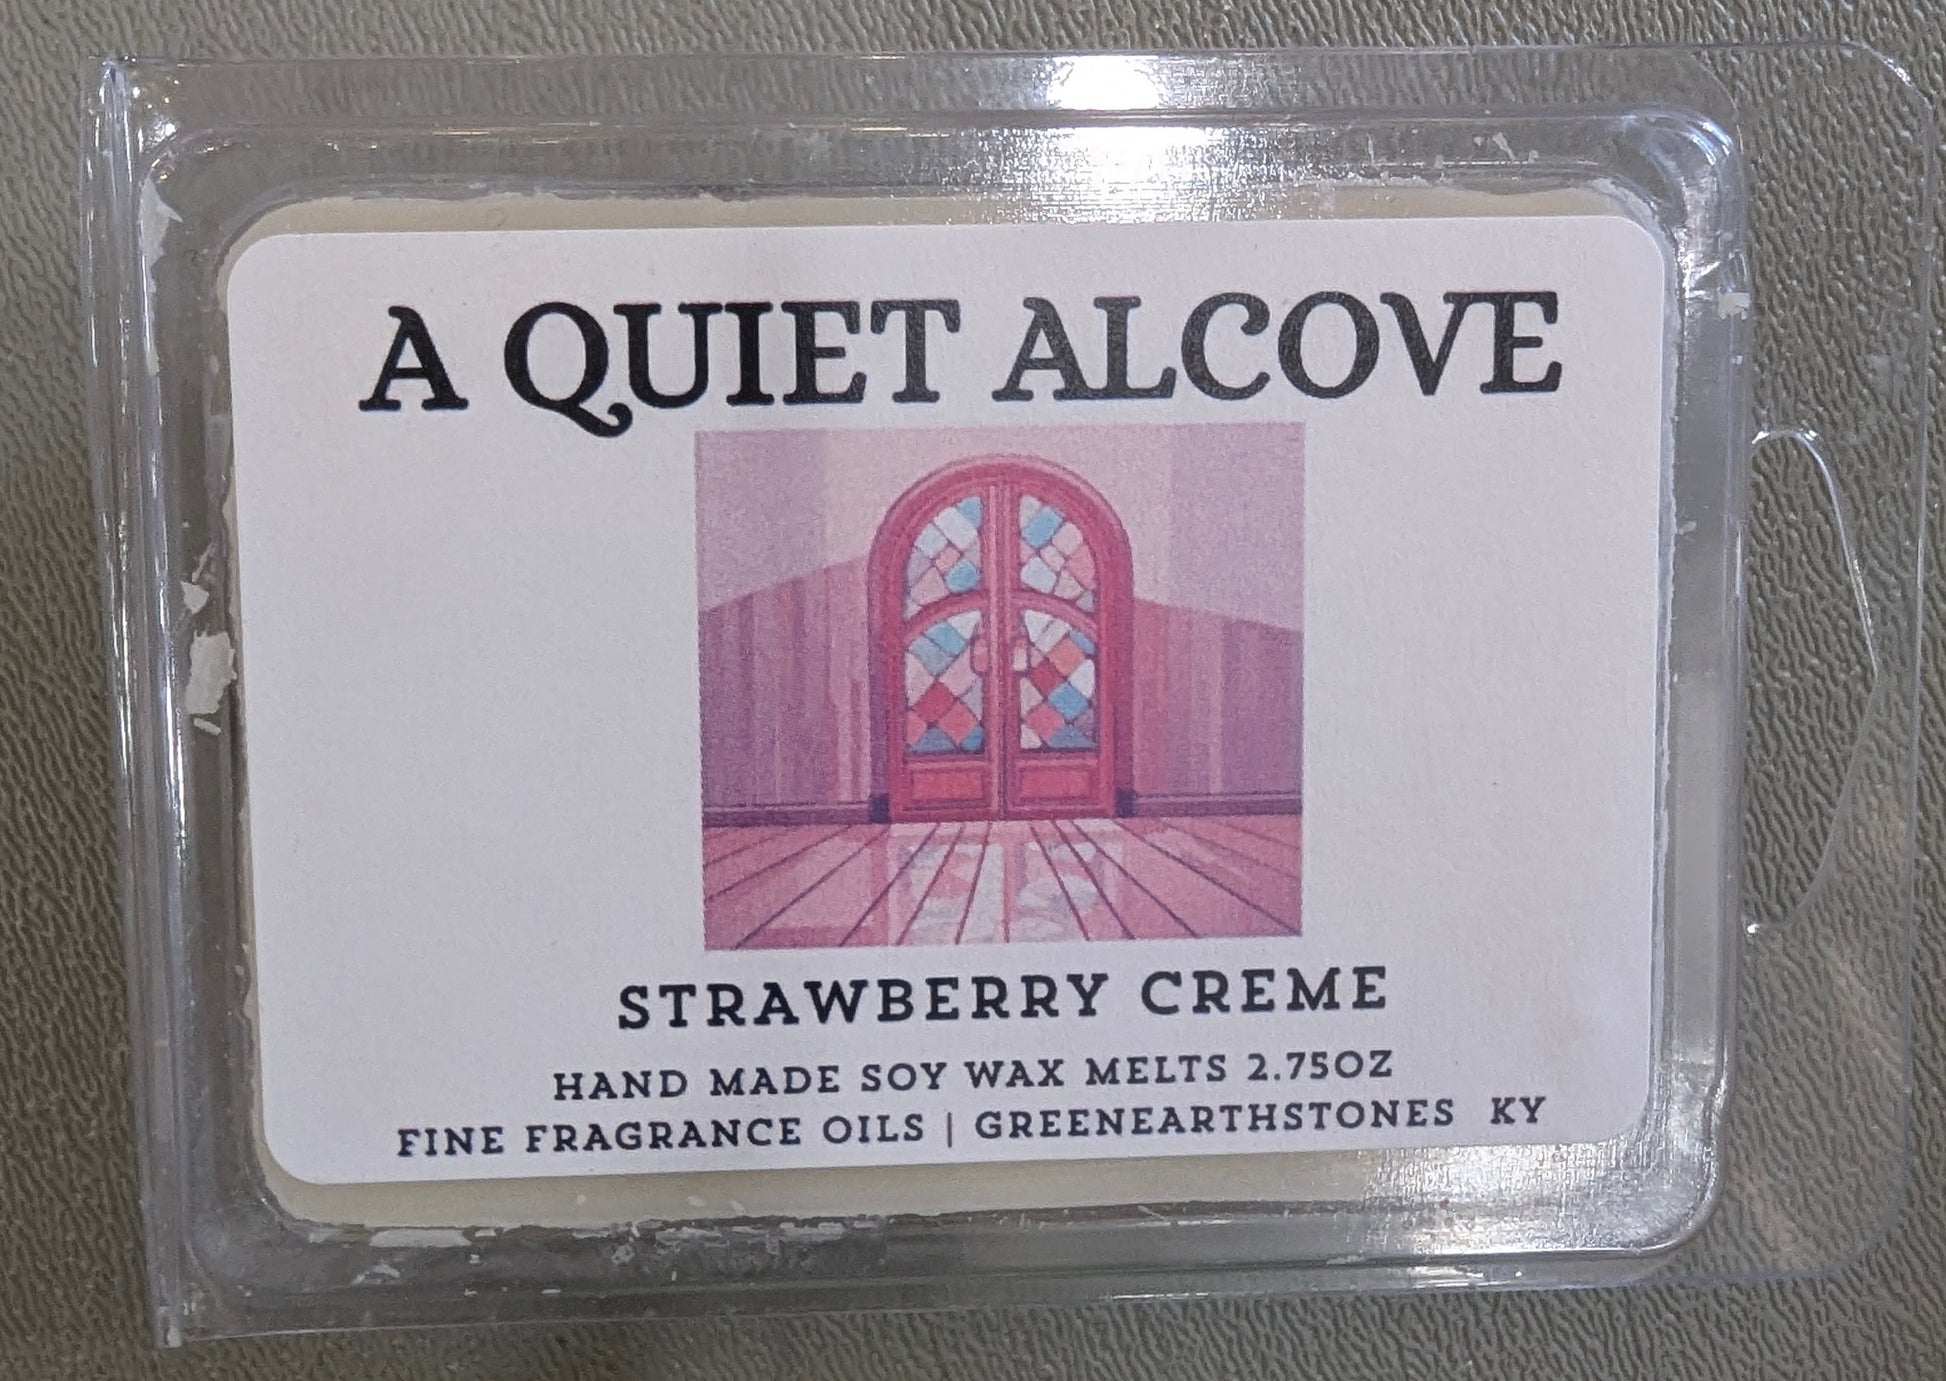 A QUIET ALCOVE
STRAWBERRY CREME
HAND MADE SOY WAX MELTS 2.75OZ
FINE FRAGRANCE OILS | GREENEARTHSTONES KY